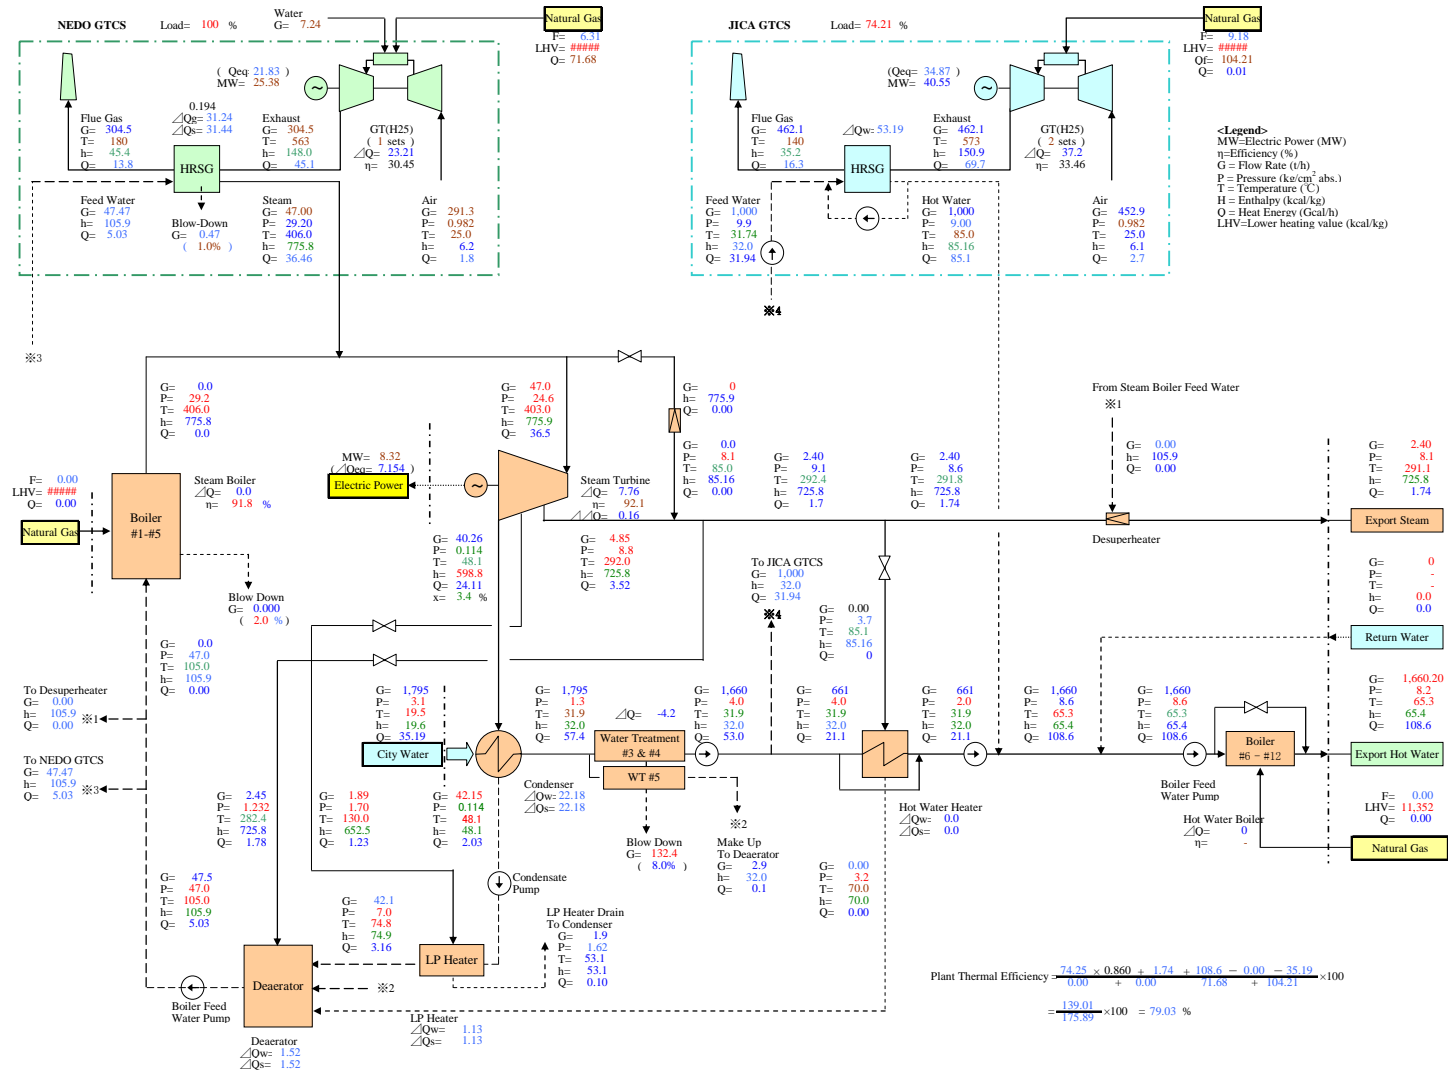 NEDO GTCS Load= 100 %
Water
G= 7.24
Natural Gas
F= 6.31
LHV= #####
Q= 71.68
JICA GTCS Load= 74.21 %
Natural Gas
F= 9.18
LHV= #####
Qf= 104.21
Q= 0.01
( Qeq: 21.83 )
MW= 25.38
~
0.194
⊿Qg= 31.24
⊿Qs= 31.44
Flue Gas
G= 304.5
T= 180
h= 45.4
Q= 13.8
HRSG
Exhaust
G= 304.5
T= 563
h= 148.0
Q= 45.1
GT(H25)
( 1 sets)
⊿Q= 23.21
η= 30.45
Feed Water
G= 47.47
h= 105.9
Q= 5.03
Blow-Down
G= 0.47
( 1.0% )
Steam
G= 47.00
P= 29.20
T= 406.0
h= 775.8
Q= 36.46
Air
G= 291.3
P= 0.982
T= 25.0
h= 6.2
Q= 1.8
※3
(Qeq: 34.87 )
MW= 40.55
~
Flue Gas
G= 462.1
T= 140
h= 35.2
Q= 16.3
⊿Qw= 53.19
HRSG
Exhaust
G= 462.1
T= 573
h= 150.9
Q= 69.7
GT(H25)
( 2 sets)
⊿Q= 37.2
η= 33.46
Feed Water
G= 1,000
P= 9.9
T= 31.74
h= 32.0
Q= 31.94
Hot Water
G= 1,000
P= 9.00
T= 85.0
h= 85.16
Q= 85.1
Air
G= 452.9
P= 0.982
T= 25.0
h= 6.1
Q= 2.7
※4
<Legend>
MW=Electric Power (MW)
η=Efficiency (%)
G = Flow Rate (t/h)
P = Pressure (kg/cm² abs.)
T = Temperature (℃)
H = Enthalpy (kcal/kg)
Q = Heat Energy (Gcal/h)
LHV=Lower heating value (kcal/kg)
G= 0.0
P= 29.2
T= 406.0
h= 775.8
Q= 0.0
G= 47.0
P= 24.6
T= 403.0
h= 775.9
Q= 36.5
G= 0
h= 775.9
Q= 0.00
From Steam Boiler Feed Water
※1
G= 0.00
h= 105.9
Q= 0.00
F= 0.00
LHV= #####
Q= 0.00
Natural Gas
Boiler
#1-#5
Steam Boiler
⊿Q= 0.0
η= 91.8 %
MW= 8.32
(⊿Qeq= 7.154 )
Electric Power
~
Steam Turbine
⊿Q= 7.76
η= 92.1
⊿⊿Q= 0.16
G= 0.0
P= 8.1
T= 85.0
h= 85.16
Q= 0.00
G= 2.40
P= 9.1
T= 292.4
h= 725.8
Q= 1.7
G= 2.40
P= 8.6
T= 291.8
h= 725.8
Q= 1.74
G= 2.40
P= 8.1
T= 291.1
h= 725.8
Q= 1.74
Export Steam
Desuperheater
Blow Down
G= 0.000
( 2.0 % )
G= 40.26
P= 0.114
T= 48.1
h= 598.8
Q= 24.11
x= 3.4 %
G= 4.85
P= 8.8
T= 292.0
h= 725.8
Q= 3.52
To JICA GTCS
G= 1,000
h= 32.0
Q= 31.94
※4
G= 0.00
P= 3.7
T= 85.1
h= 85.16
Q= 0
G= 0
P= -
T= -
h= 0.0
Q= 0.0
Return Water
G= 0.0
P= 47.0
T= 105.0
h= 105.9
Q= 0.00
To Desuperheater
G= 0.00
h= 105.9
Q= 0.00
※1
To NEDO GTCS
G= 47.47
h= 105.9
Q= 5.03
※3
G= 1,795
P= 3.1
T= 19.5
h= 19.6
Q= 35.19
City Water
G= 1,795
P= 1.3
T= 31.9
h= 32.0
Q= 57.4
⊿Q= -4.2
Water Treatment
#3 & #4
WT #5
G= 1,660
P= 4.0
T= 31.9
h= 32.0
Q= 53.0
G= 661
P= 4.0
T= 31.9
h= 32.0
Q= 21.1
G= 661
P= 2.0
T= 31.9
h= 32.0
Q= 21.1
G= 1,660
P= 8.6
T= 65.3
h= 65.4
Q= 108.6
G= 1,660
P= 8.6
T= 65.3
h= 65.4
Q= 108.6
G= 1,660.20
P= 8.2
T= 65.3
h= 65.4
Q= 108.6
Boiler
#6 − #12
Export Hot Water
Boiler Feed
Water Pump
Hot Water Boiler
⊿Q= 0
η= -
F= 0.00
LHV= 11,352
Q= 0.00
Natural Gas
Condenser
⊿Qw= 22.18
⊿Qs= 22.18
Hot Water Heater
⊿Qw= 0.0
⊿Qs= 0.0
G= 2.45
P= 1.232
T= 282.4
h= 725.8
Q= 1.78
G= 1.89
P= 1.70
T= 130.0
h= 652.5
Q= 1.23
G= 42.15
P= 0.114
T= 48.1
h= 48.1
Q= 2.03
Blow Down
G= 132.4
( 8.0% )
※2
Make Up
To Deaerator
G= 2.9
h= 32.0
Q= 0.1
G= 0.00
P= 3.2
T= 70.0
h= 70.0
Q= 0.00
Condensate
Pump
G= 47.5
P= 47.0
T= 105.0
h= 105.9
Q= 5.03
G= 42.1
P= 7.0
T= 74.8
h= 74.9
Q= 3.16
LP Heater
LP Heater Drain
To Condenser
G= 1.9
P= 1.62
T= 53.1
h= 53.1
Q= 0.10
Deaerator
※2
Boiler Feed
Water Pump
LP Heater
⊿Qw= 1.13
⊿Qs= 1.13
Deaerator
⊿Qw= 1.52
⊿Qs= 1.52
Plant Thermal Efficiency = 74.25 × 0.860 + 1.74 + 108.6 − 0.00 − 35.19 ×100
0.00 + 0.00 71.68 + 104.21
= 139.01 ×100 = 79.03 %
175.89